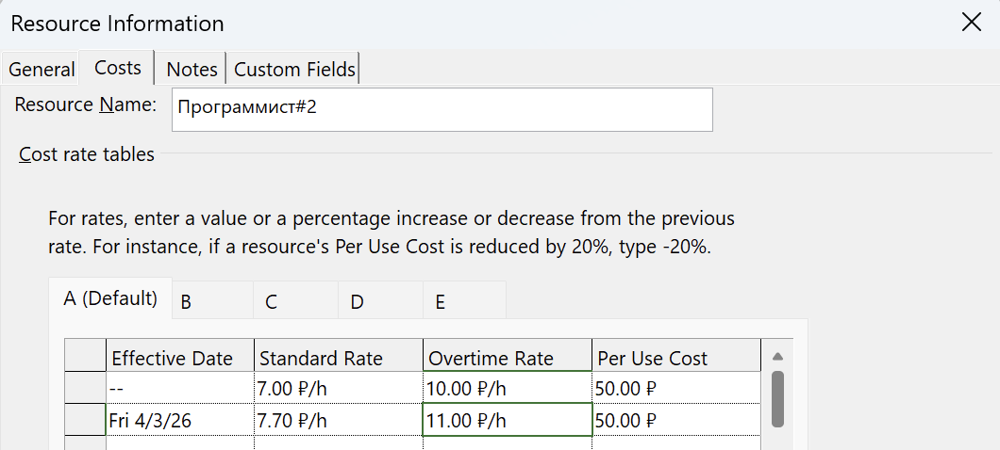 Resource Information
General Costs Notes Custom Fields
Resource Name: Программист#2
Cost rate tables
For rates, enter a value or a percentage increase or decrease from the previous
rate. For instance, if a resource's Per Use Cost is reduced by 20%, type -20%.
A (Default) B C D E
Effective Date Standard Rate Overtime Rate Per Use Cost
-- 7.00 ₽/h 10.00 ₽/h 50.00 ₽
Fri 4/3/26 7.70 ₽/h 11.00 ₽/h 50.00 ₽